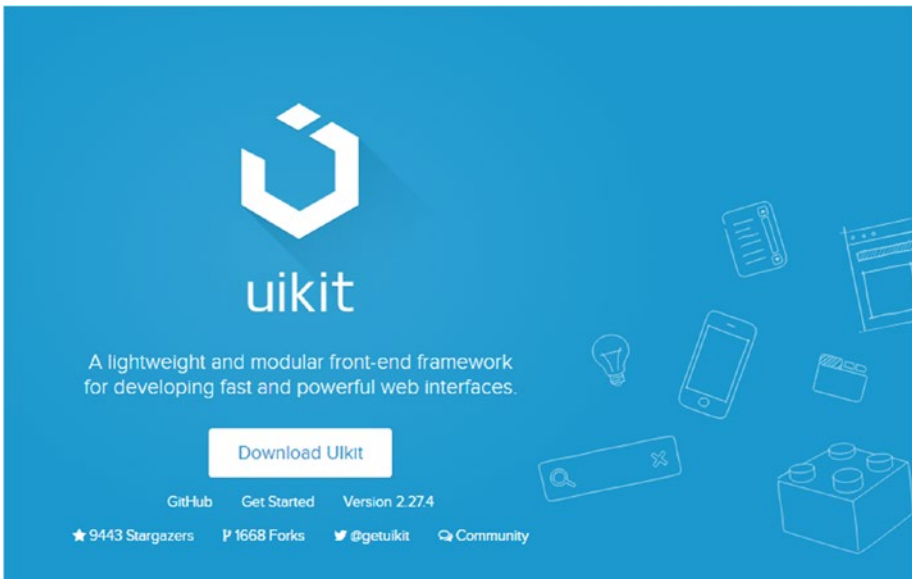 uikit
A lightweight and modular front-end framework
for developing fast and powerful web interfaces.
Download UIkit
GitHub Get Started Version 2.27.4
9443 Stargazers 1668 Forks @getuikit Community